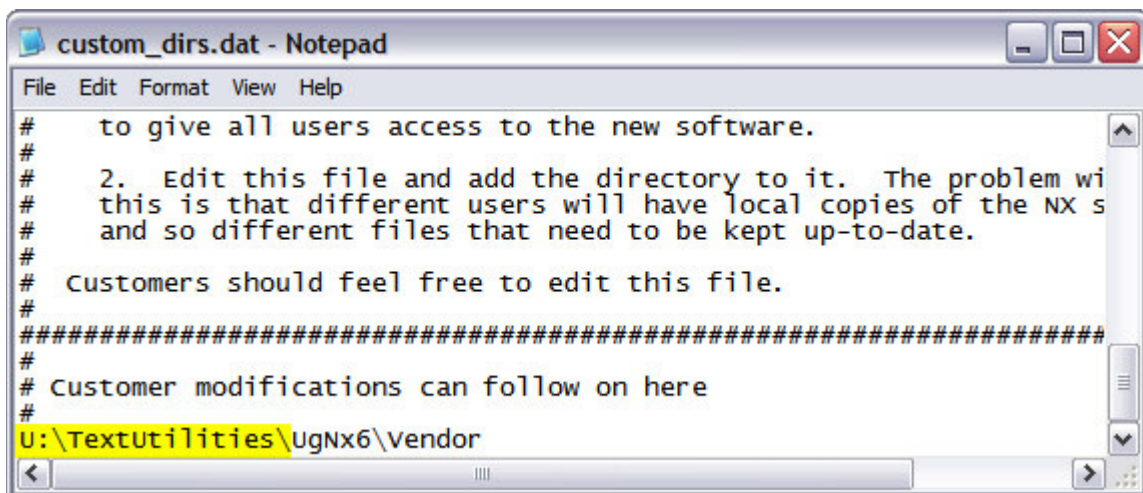 custom_dirs.dat - Notepad
File Edit Format View Help
#    to give all users access to the new software.
#
#    2.  Edit this file and add the directory to it.  The problem wi
#    this is that different users will have local copies of the NX s
#    and so different files that need to be kept up-to-date.
#
#  Customers should feel free to edit this file.
#
######################################################################
#
# Customer modifications can follow on here
#
U:\TextUtilities\UgNx6\Vendor